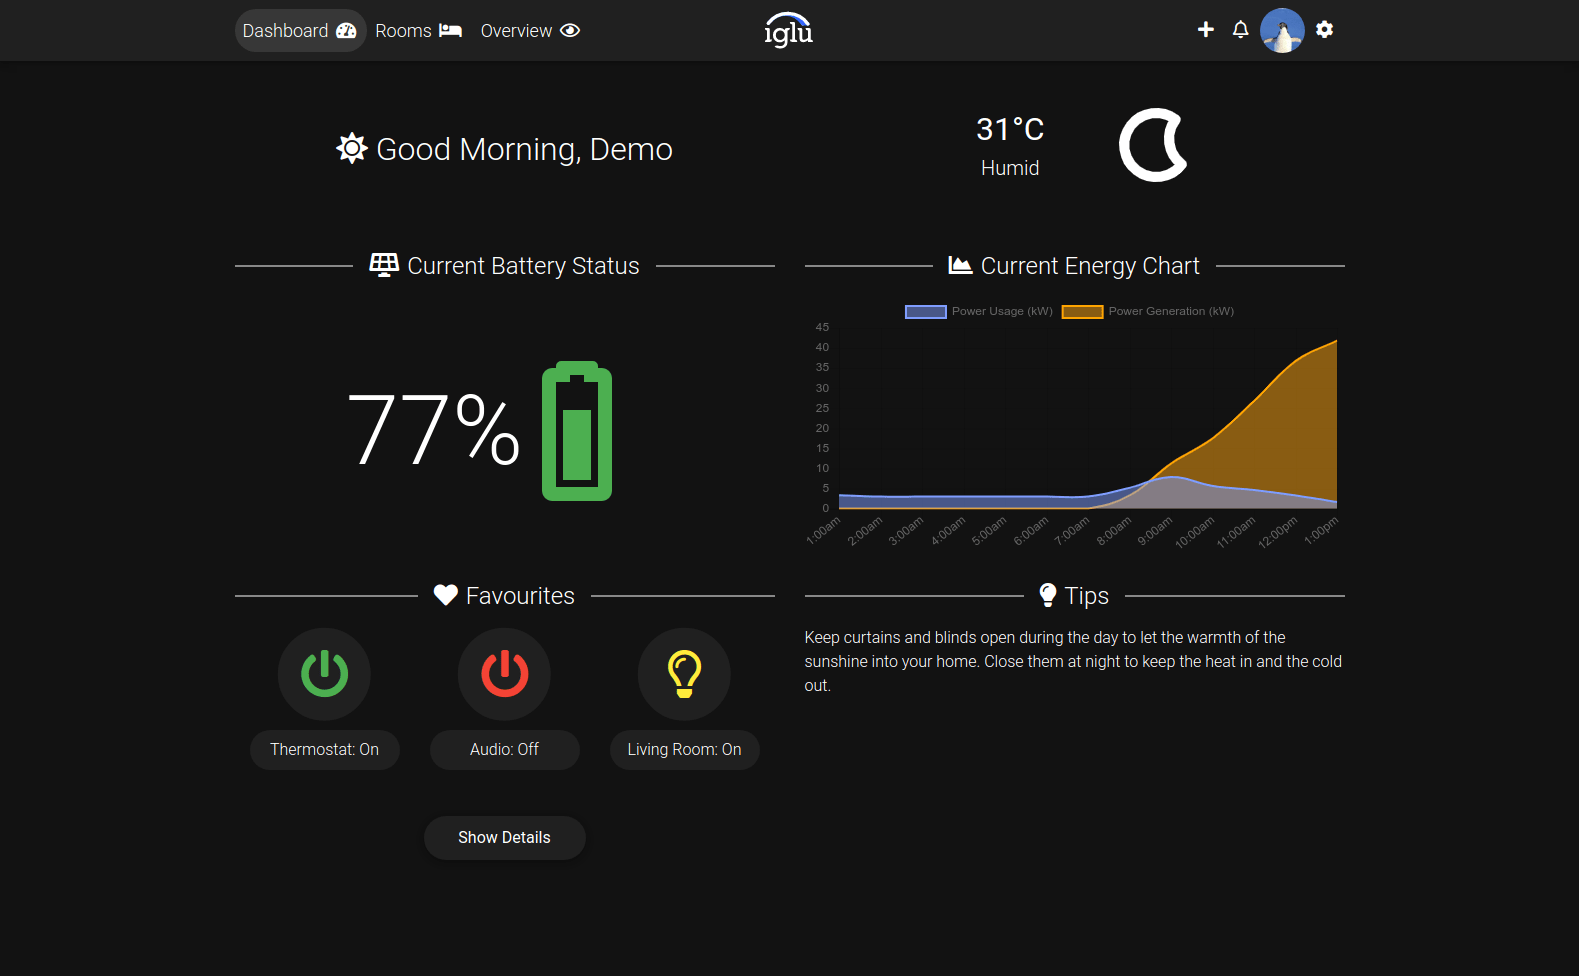 Dashboard
Rooms
Overview
iglu
Good Morning, Demo
31°C
Humid
Current Battery Status
77%
Current Energy Chart
Power Usage (kW)
Power Generation (kW)
45
40
35
30
25
20
15
10
5
0
1:00am
2:00am
3:00am
4:00am
5:00am
6:00am
7:00am
8:00am
9:00am
10:00am
11:00am
12:00pm
1:00pm
Favourites
Thermostat: On
Audio: Off
Living Room: On
Show Details
Tips
Keep curtains and blinds open during the day to let the warmth of the
sunshine into your home. Close them at night to keep the heat in and the cold
out.